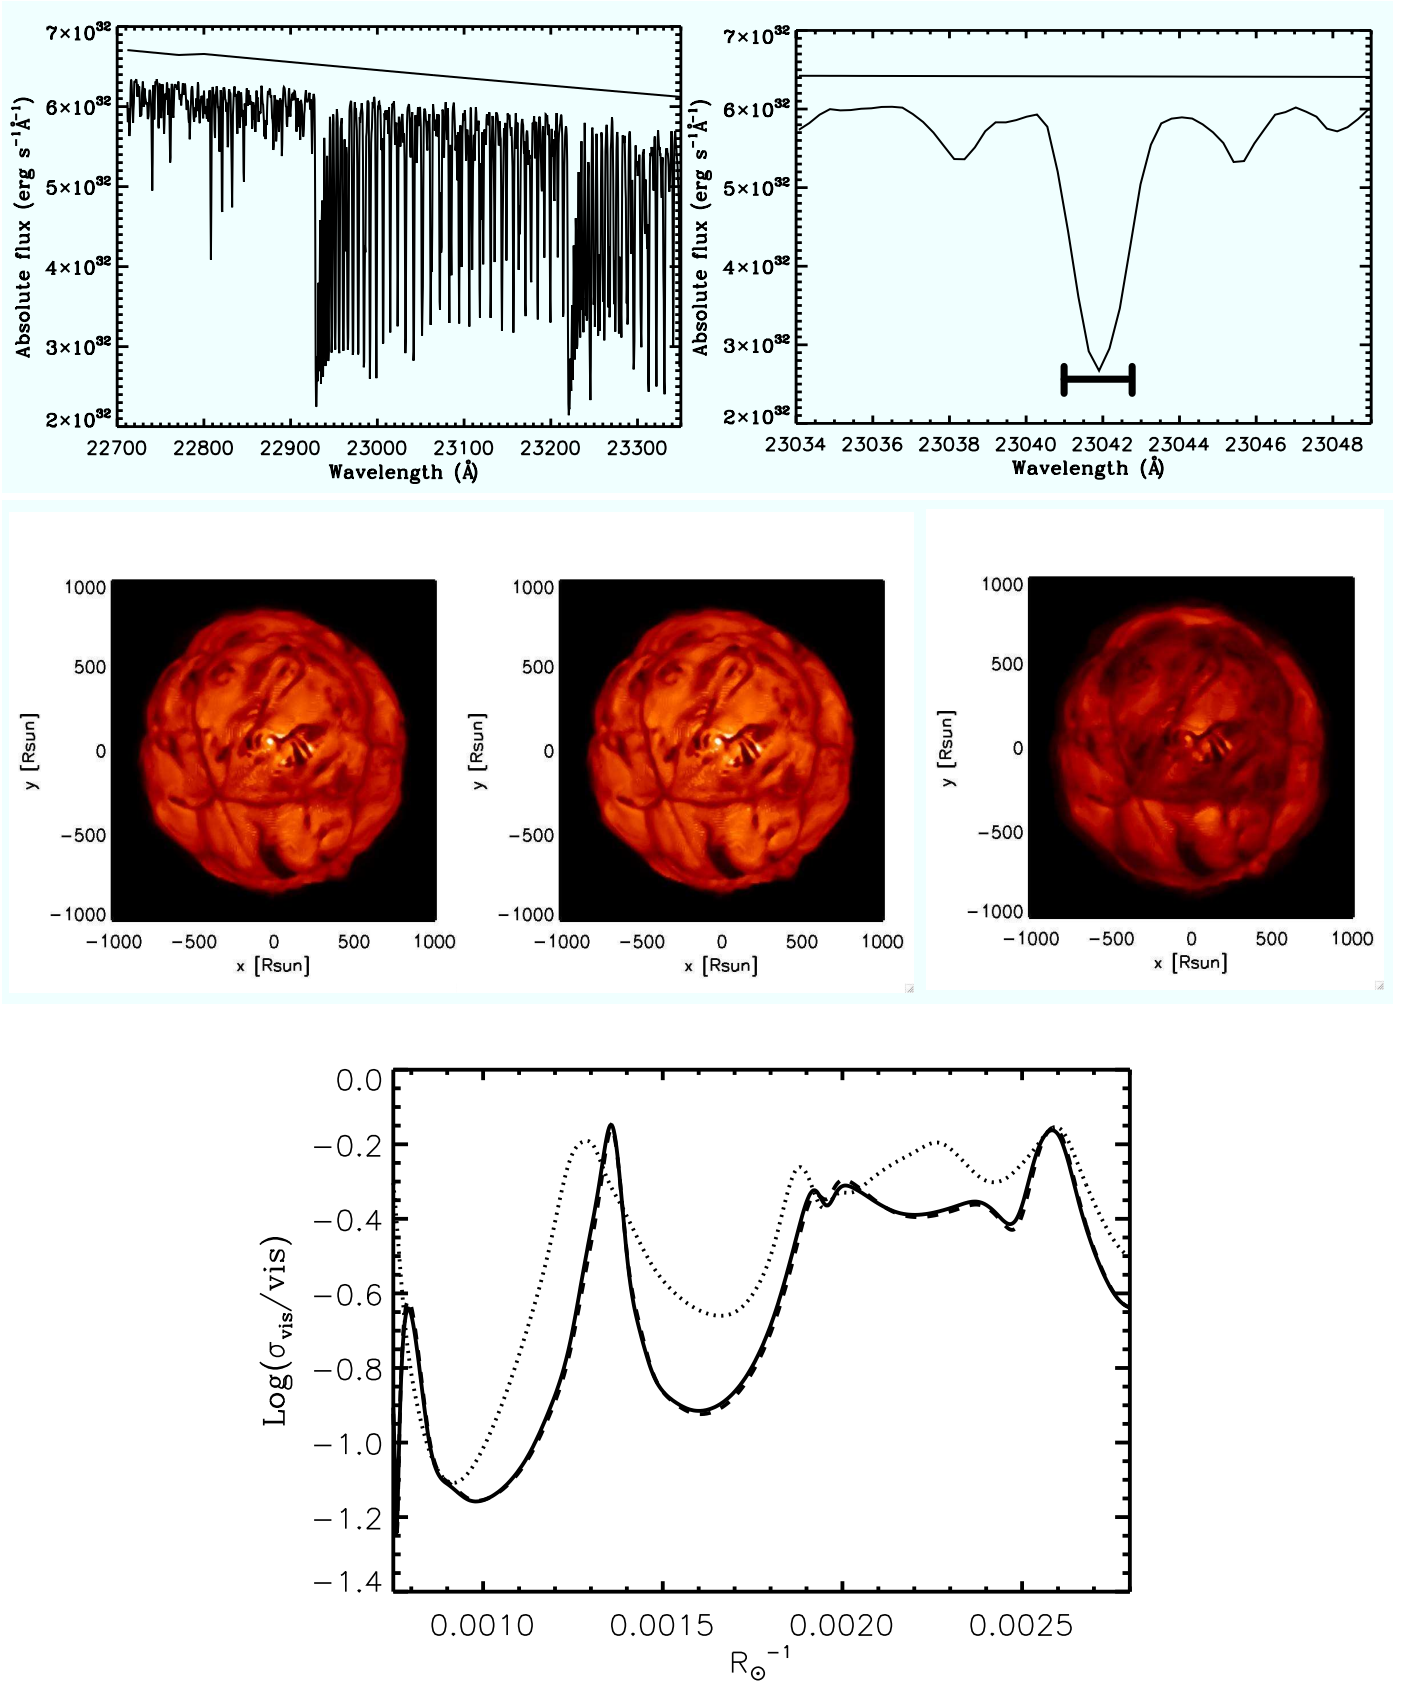 7×10³²
6×10³²
5×10³²
4×10³²
3×10³²
2×10³²
Absolute flux (erg s⁻¹Å⁻¹)
22700 22800 22900 23000 23100 23200 23300
Wavelength (Å)
7×10³²
6×10³²
5×10³²
4×10³²
3×10³²
2×10³²
Absolute flux (erg s⁻¹Å⁻¹)
23034 23036 23038 23040 23042 23044 23046 23048
Wavelength (Å)
1000
500
0
−500
−1000
y [Rsun]
−1000 −500 0 500 1000
x [Rsun]
1000
500
0
−500
−1000
y [Rsun]
−1000 −500 0 500 1000
x [Rsun]
1000
500
0
−500
−1000
y [Rsun]
−1000 −500 0 500 1000
x [Rsun]
0.0
−0.2
−0.4
−0.6
−0.8
−1.0
−1.2
−1.4
Log(σvis/vis)
0.0010 0.0015 0.0020 0.0025
R☉⁻¹